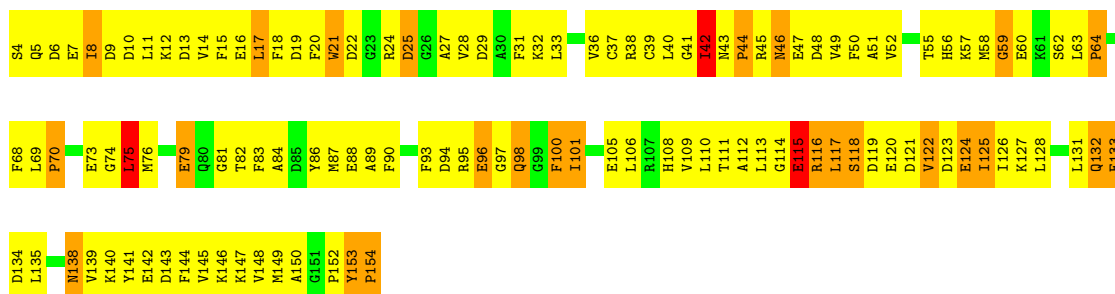 S4 Q5 D6 E7 I8 D9 D10 L11 K12 D13 V14 F15 E16 L17 F18 D19 F20 W21 D22 G23 R24 D25 G26 A27 V28 D29 A30 F31 K32 L33 V36 C37 R38 C39 L40 G41 I42 N43 P44 R45 N46 E47 D48 V49 F50 A51 V52 T55 H56 K57 M58 G59 E60 K61 S62 L63 P64
F68 L69 P70 E73 G74 L75 M76 E79 Q80 G81 T82 F83 A84 D85 Y86 M87 E88 A89 F90 F93 D94 R95 E96 G97 Q98 G99 F100 I101 E105 L106 R107 H108 V109 L110 T111 A112 L113 G114 E115 R116 L117 S118 D119 E120 D121 V122 D123 E124 I125 I126 K127 L128 L131 Q132 E133
D134 L135 N138 V139 K140 Y141 E142 D143 F144 V145 K146 K147 V148 M149 A150 G151 P152 Y153 P154